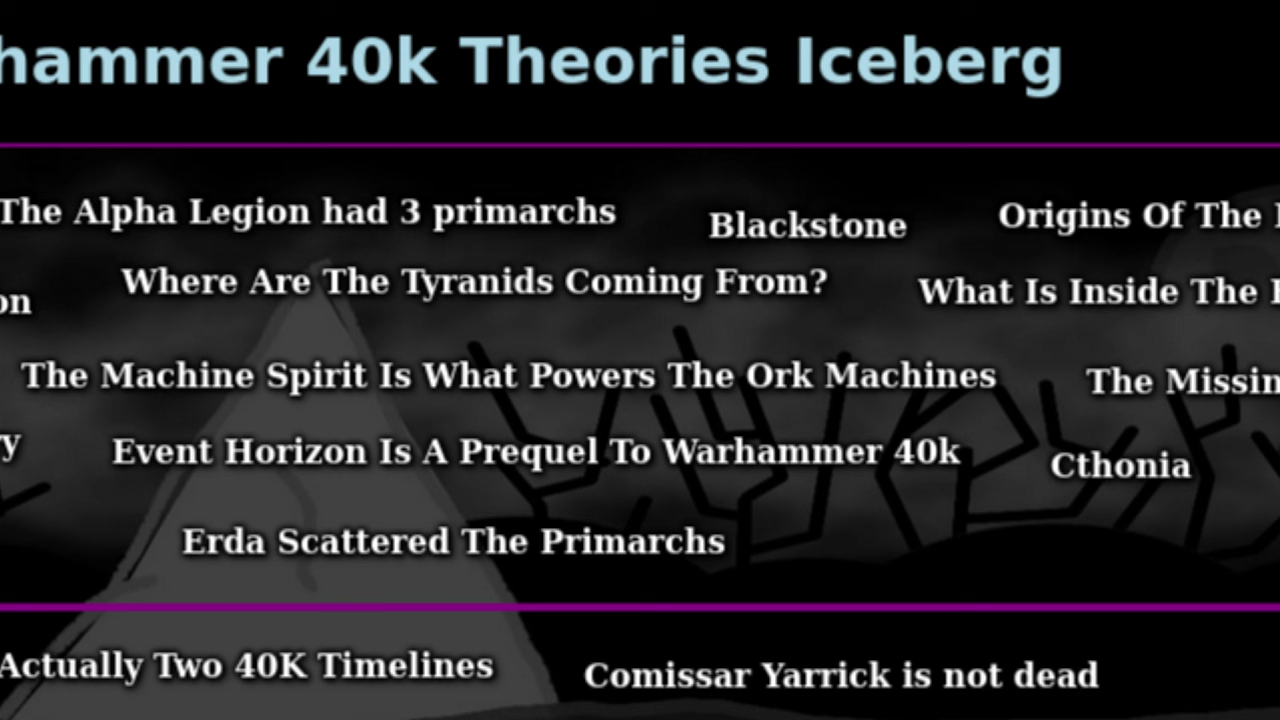 hammer 40k Theories Iceberg
The Alpha Legion had 3 primarchs
Blackstone
Origins Of The
Where Are The Tyranids Coming From?
on
What Is Inside The
The Machine Spirit Is What Powers The Ork Machines
The Missin
y
Event Horizon Is A Prequel To Warhammer 40k
Cthonia
Erda Scattered The Primarchs
Actually Two 40K Timelines
Comissar Yarrick is not dead